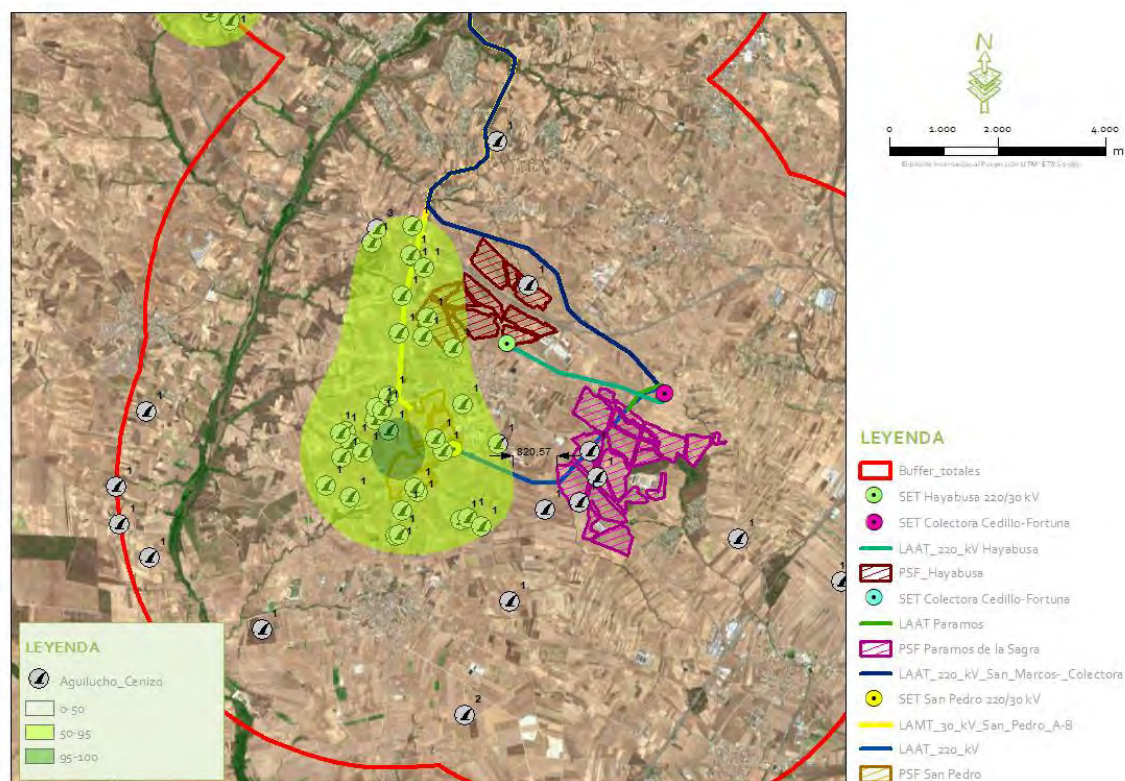 N
0 1.000 2.000 4.000
m
820,57
LEYENDA
Aguilucho_Cenizo
0-50
50-95
95-100
LEYENDA
Buffer_totales
SET Hayabusa 220/30 kV
SET Colectora Cedillo-Fortuna
LAAT_220_kV Hayabusa
PSF_Hayabusa
SET Colectora Cedillo-Fortuna
LAAT Paramos
PSF Paramos de la Sagra
LAAT_220_kV_San_Marcos-_Colectora
SET San Pedro 220/30 kV
LAMT_30_kV_San_Pedro_A-B
LAAT_220_kV
PSF San Pedro